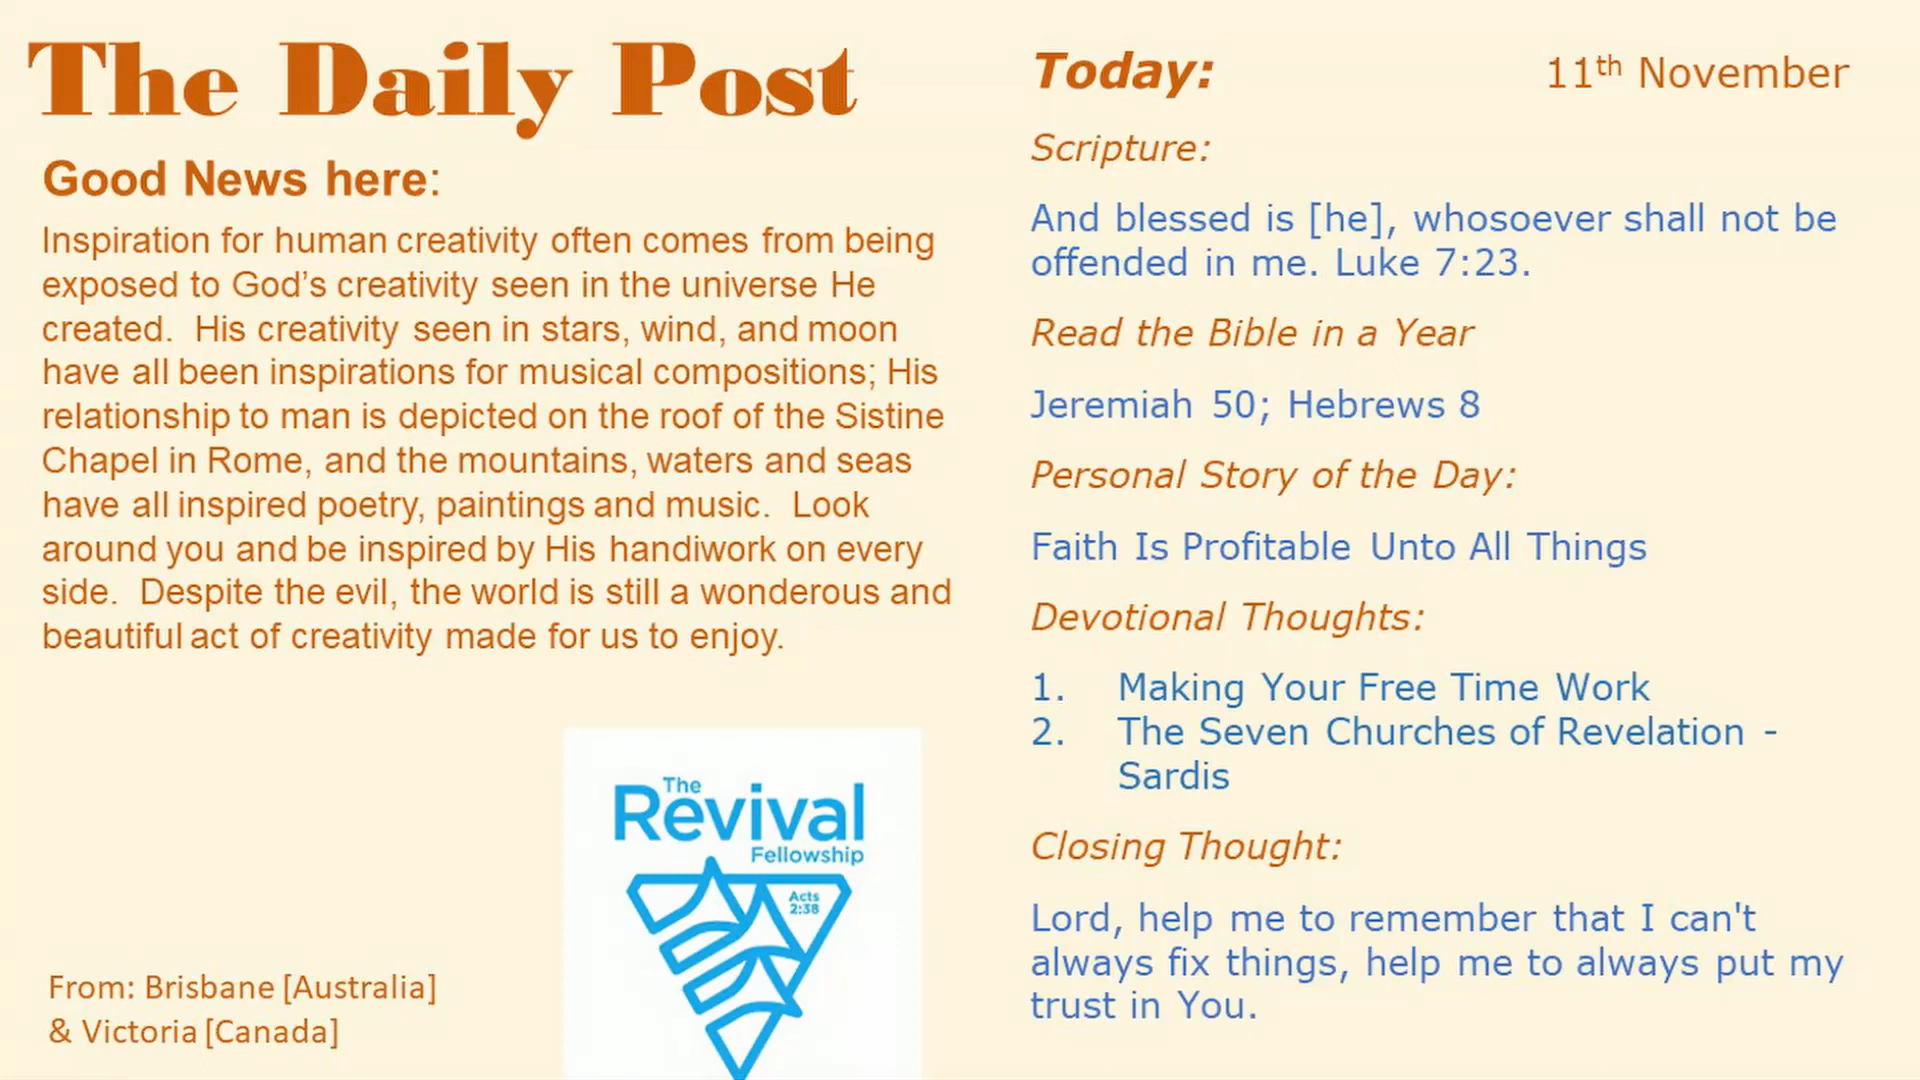 The Daily Post
Good News here:
Inspiration for human creativity often comes from being
exposed to God's creativity seen in the universe He
created.  His creativity seen in stars, wind, and moon
have all been inspirations for musical compositions; His
relationship to man is depicted on the roof of the Sistine
Chapel in Rome, and the mountains, waters and seas
have all inspired poetry, paintings and music.  Look
around you and be inspired by His handiwork on every
side.  Despite the evil, the world is still a wonderous and
beautiful act of creativity made for us to enjoy.
The
Revival
Fellowship
Acts
2:38
From: Brisbane [Australia]
& Victoria [Canada]
Today: 11th November
Scripture:
And blessed is [he], whosoever shall not be
offended in me. Luke 7:23.
Read the Bible in a Year
Jeremiah 50; Hebrews 8
Personal Story of the Day:
Faith Is Profitable Unto All Things
Devotional Thoughts:
1. Making Your Free Time Work
2. The Seven Churches of Revelation -
Sardis
Closing Thought:
Lord, help me to remember that I can't
always fix things, help me to always put my
trust in You.